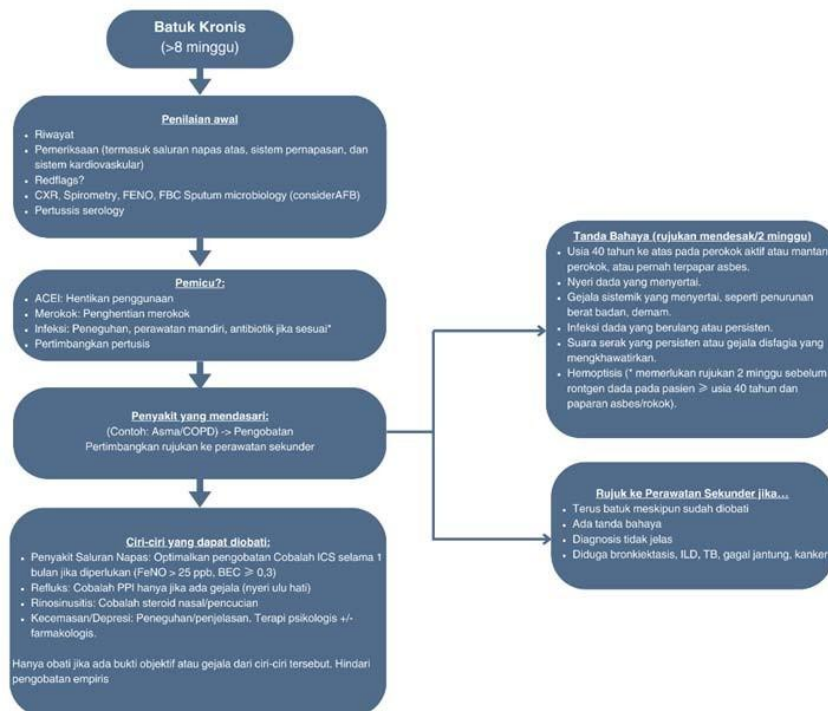 Batuk Kronis
(>8 minggu)
Penilaian awal
• Riwayat
• Pemeriksaan (termasuk saluran napas atas, sistem pernapasan, dan
sistem kardiovaskular)
• Redflags?
• CXR, Spirometry, FENO, FBC Sputum microbiology (considerAFB)
• Pertussis serology
Pemicu?:
• ACEI: Hentikan penggunaan
• Merokok: Penghentian merokok
• Infeksi: Peneguhan, perawatan mandiri, antibiotik jika sesuai*
• Pertimbangkan pertusis
Penyakit yang mendasari:
(Contoh: Asma/COPD) -> Pengobatan
Pertimbangkan rujukan ke perawatan sekunder
Ciri-ciri yang dapat diobati:
• Penyakit Saluran Napas: Optimalkan pengobatan Cobalah ICS selama 1
bulan jika diperlukan (FeNO > 25 ppb, BEC ≥ 0,3)
• Refluks: Cobalah PPI hanya jika ada gejala (nyeri ulu hati)
• Rinosinusitis: Cobalah steroid nasal/pencucian
• Kecemasan/Depresi: Peneguhan/penjelasan. Terapi psikologis +/-
farmakologis.
Hanya obati jika ada bukti objektif atau gejala dari ciri-ciri tersebut. Hindari
pengobatan empiris
Tanda Bahaya (rujukan mendesak/2 minggu)
• Usia 40 tahun ke atas pada perokok aktif atau mantan
perokok, atau pernah terpapar asbes.
• Nyeri dada yang menyertai.
• Gejala sistemik yang menyertai, seperti penurunan
berat badan, demam.
• Infeksi dada yang berulang atau persisten.
• Suara serak yang persisten atau gejala disfagia yang
mengkhawatirkan.
• Hemoptisis (* memerlukan rujukan 2 minggu sebelum
rontgen dada pada pasien ≥ usia 40 tahun dan
paparan asbes/rokok).
Rujuk ke Perawatan Sekunder jika...
• Terus batuk meskipun sudah diobati
• Ada tanda bahaya
• Diagnosis tidak jelas
• Diduga bronkiektasis, ILD, TB, gagal jantung, kanker